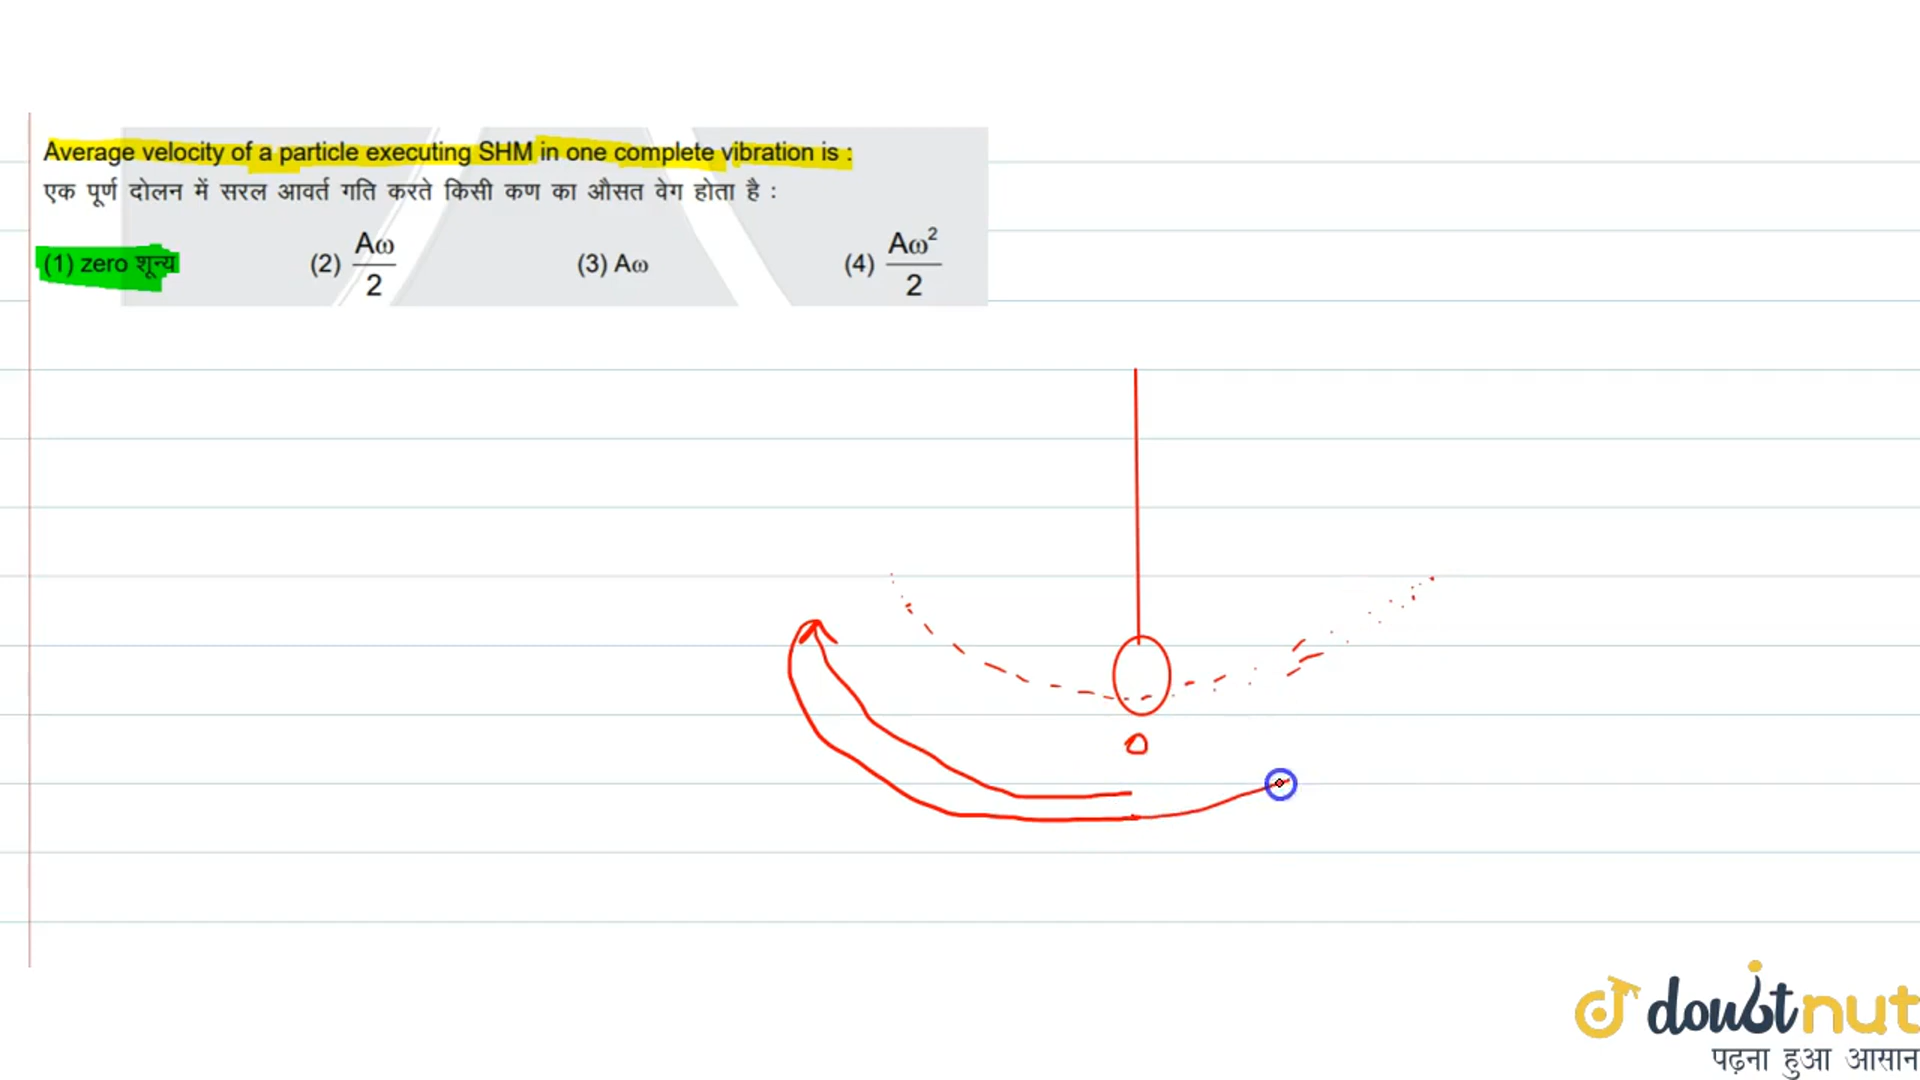 Average velocity of a particle executing SHM in one complete vibration is :
एक पूर्ण दोलन में सरल आवर्त गति करते किसी कण का औसत वेग होता है :
(1) zero शून्य (2) Aω/2 (3) Aω (4) Aω²/2
O
doubtnut
पढ़ना हुआ आसान